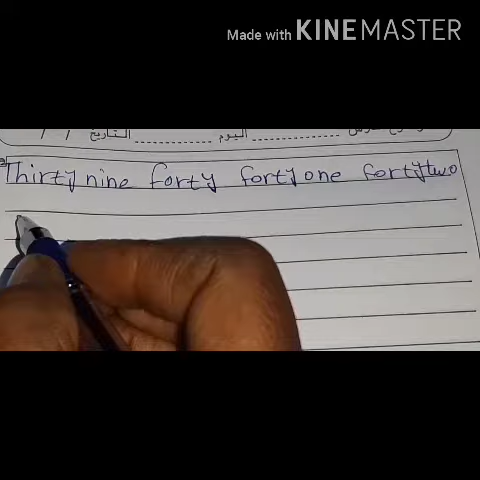 Made with KINEMASTER
التاريخ / / اليوم
Thirty nine forty forty one forty two